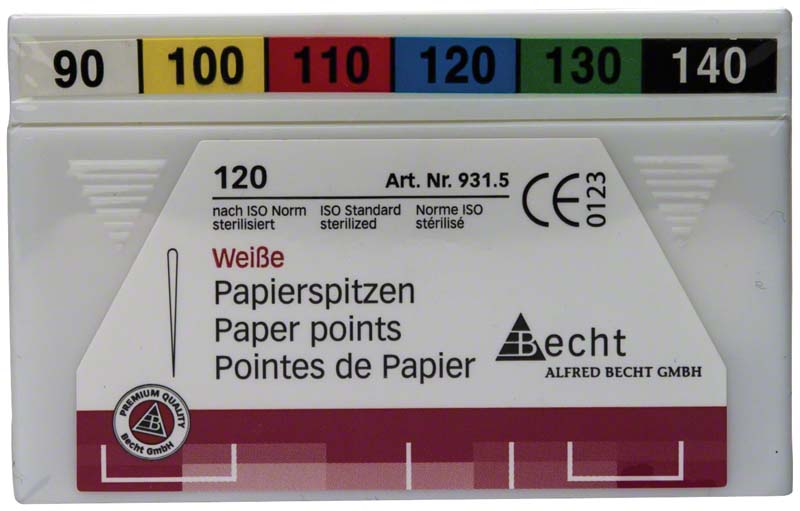 90 100 110 120 130 140
120 Art. Nr. 931.5
nach ISO Norm ISO Standard Norme ISO
sterilisiert sterilized stérilisé
CE 0123
Weiße
Papierspitzen
Paper points
Pointes de Papier
Becht
ALFRED BECHT GMBH
PREMIUM QUALITY
B
Becht GmbH